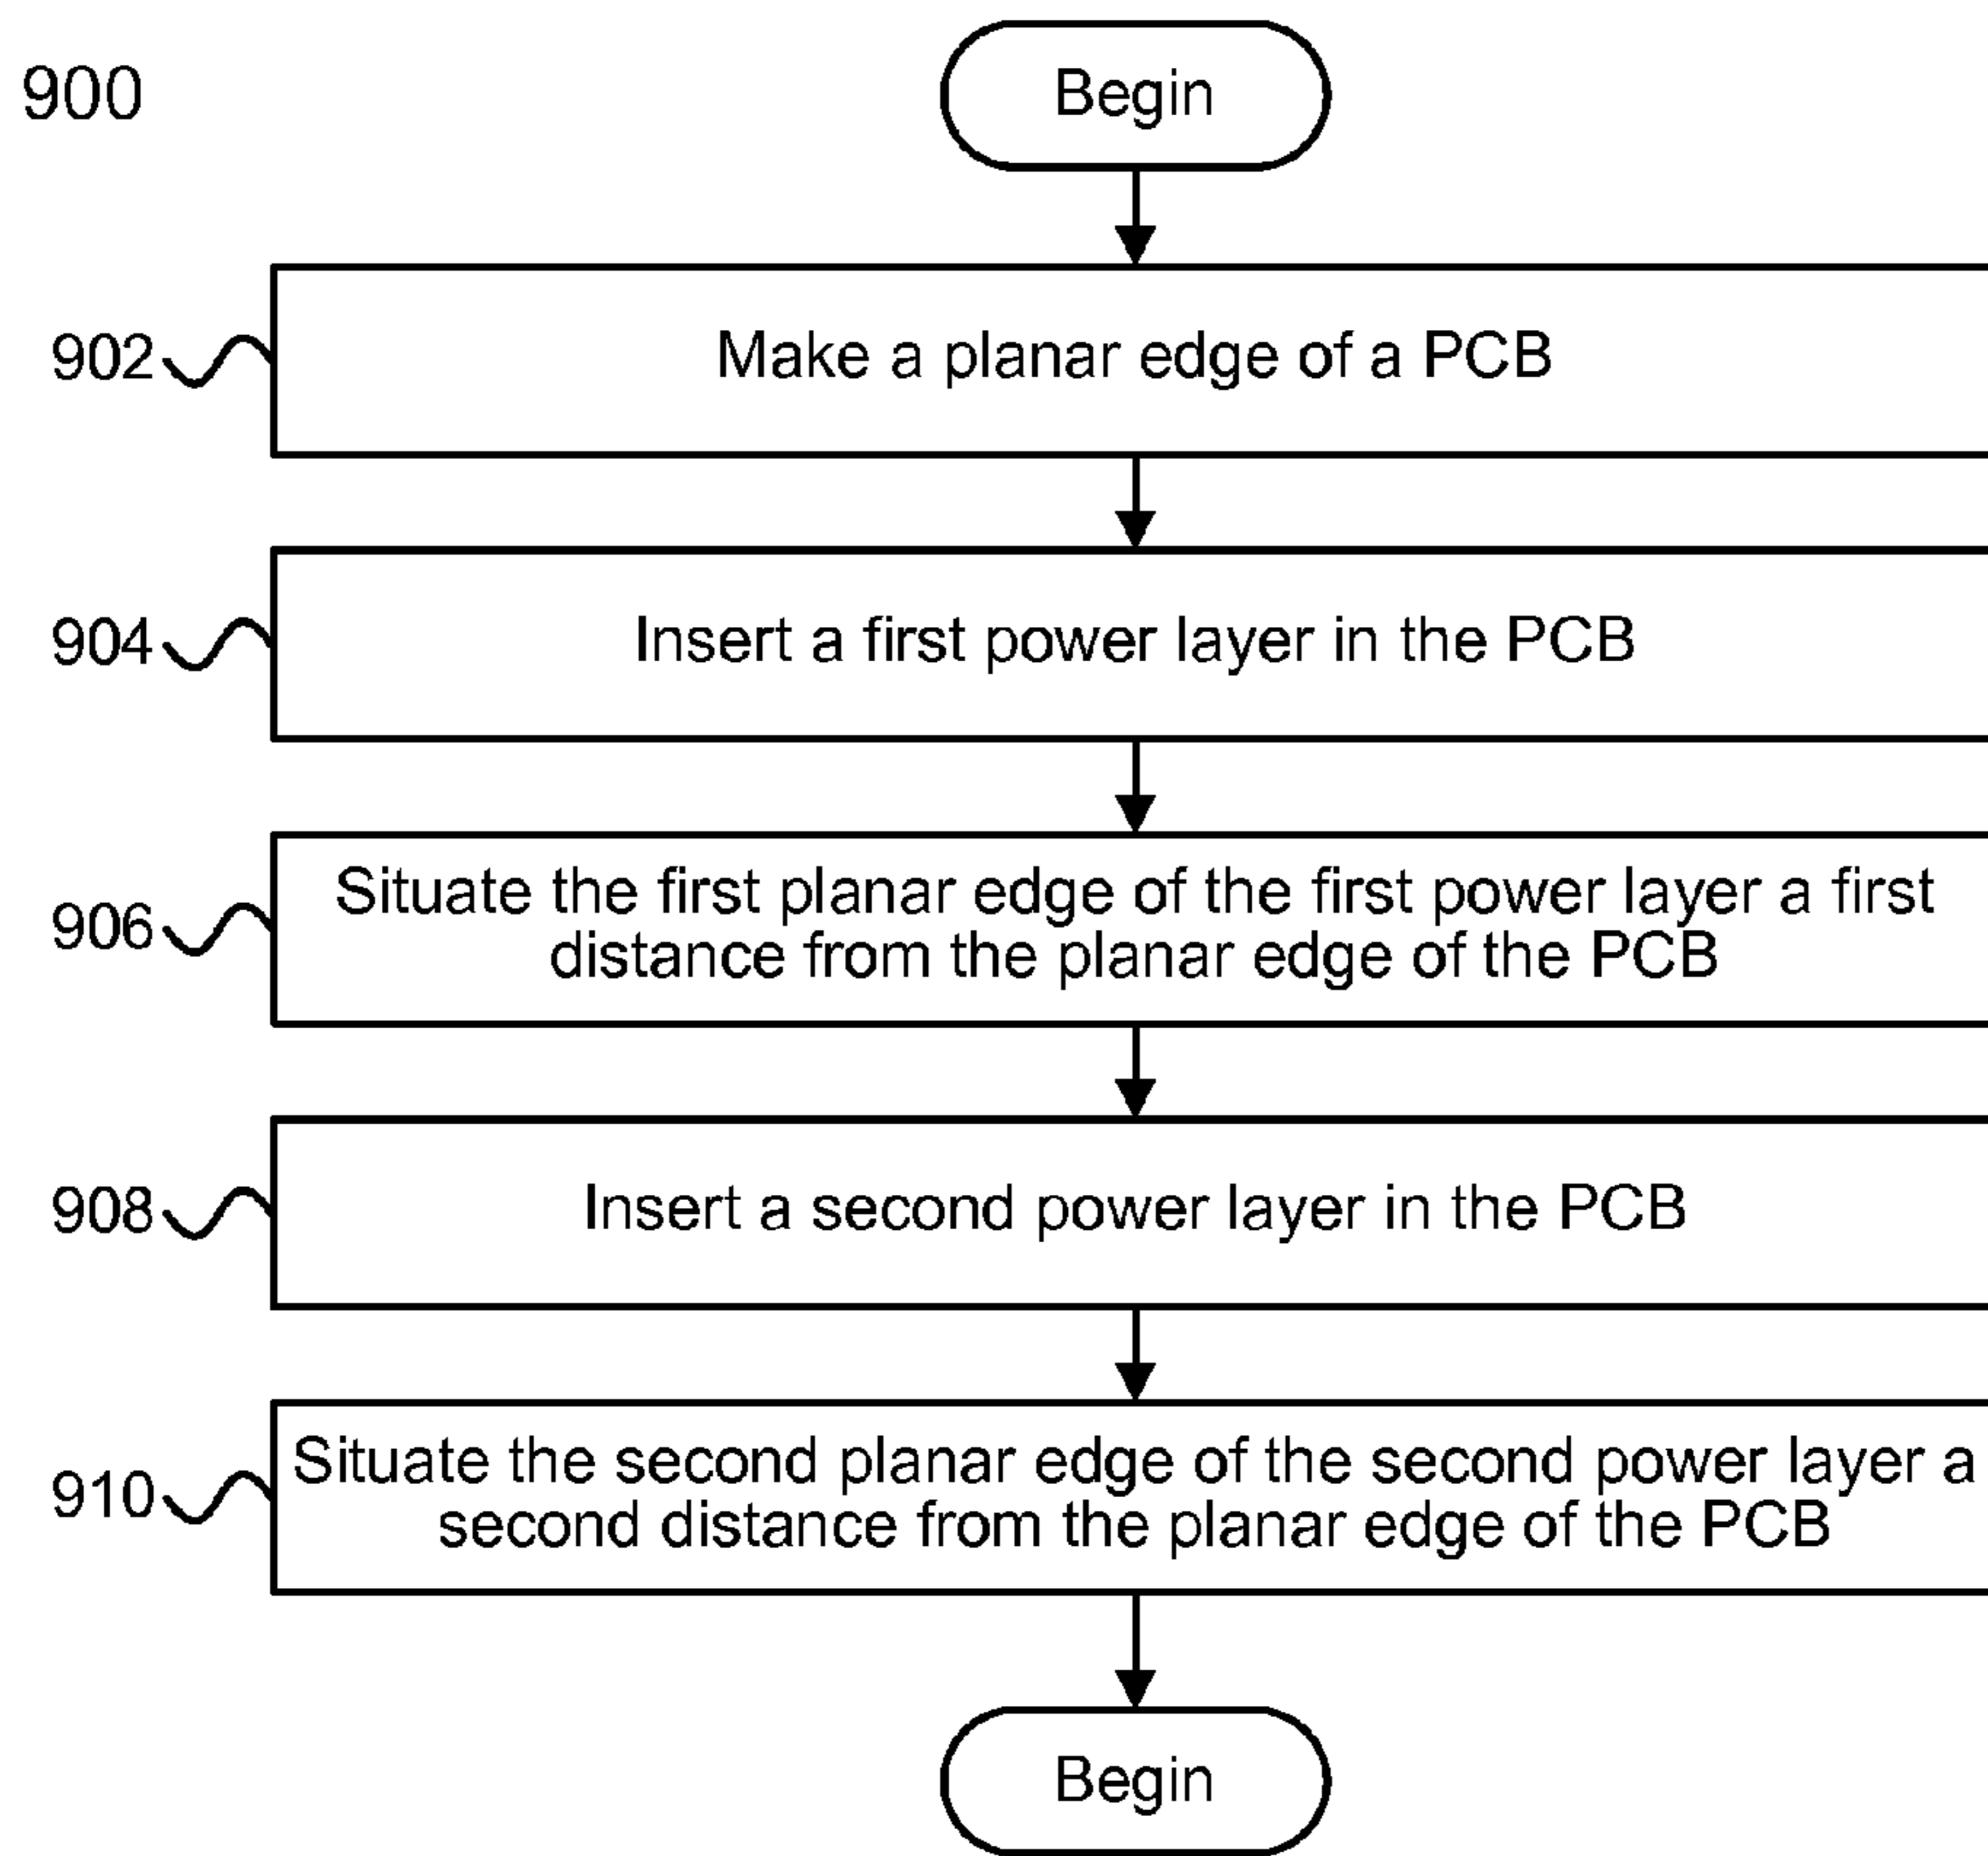 900
Begin
902
Make a planar edge of a PCB
904
Insert a first power layer in the PCB
906
Situate the first planar edge of the first power layer a first
distance from the planar edge of the PCB
908
Insert a second power layer in the PCB
910
Situate the second planar edge of the second power layer a
second distance from the planar edge of the PCB
Begin